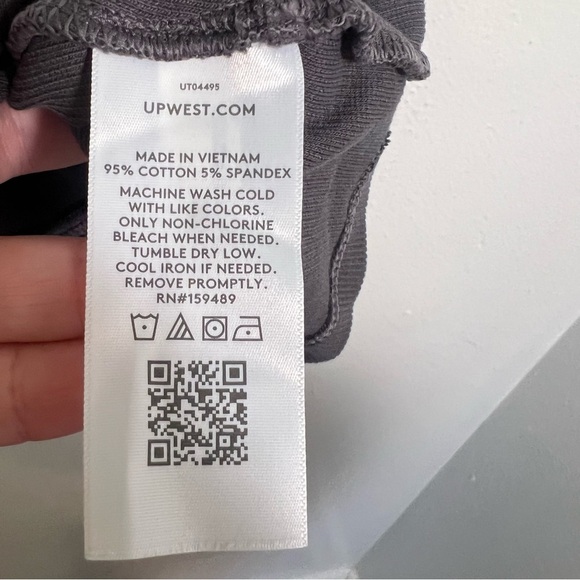 UT04495
UPWEST.COM
MADE IN VIETNAM
95% COTTON 5% SPANDEX
MACHINE WASH COLD
WITH LIKE COLORS.
ONLY NON-CHLORINE
BLEACH WHEN NEEDED.
TUMBLE DRY LOW.
COOL IRON IF NEEDED.
REMOVE PROMPTLY.
RN#159489